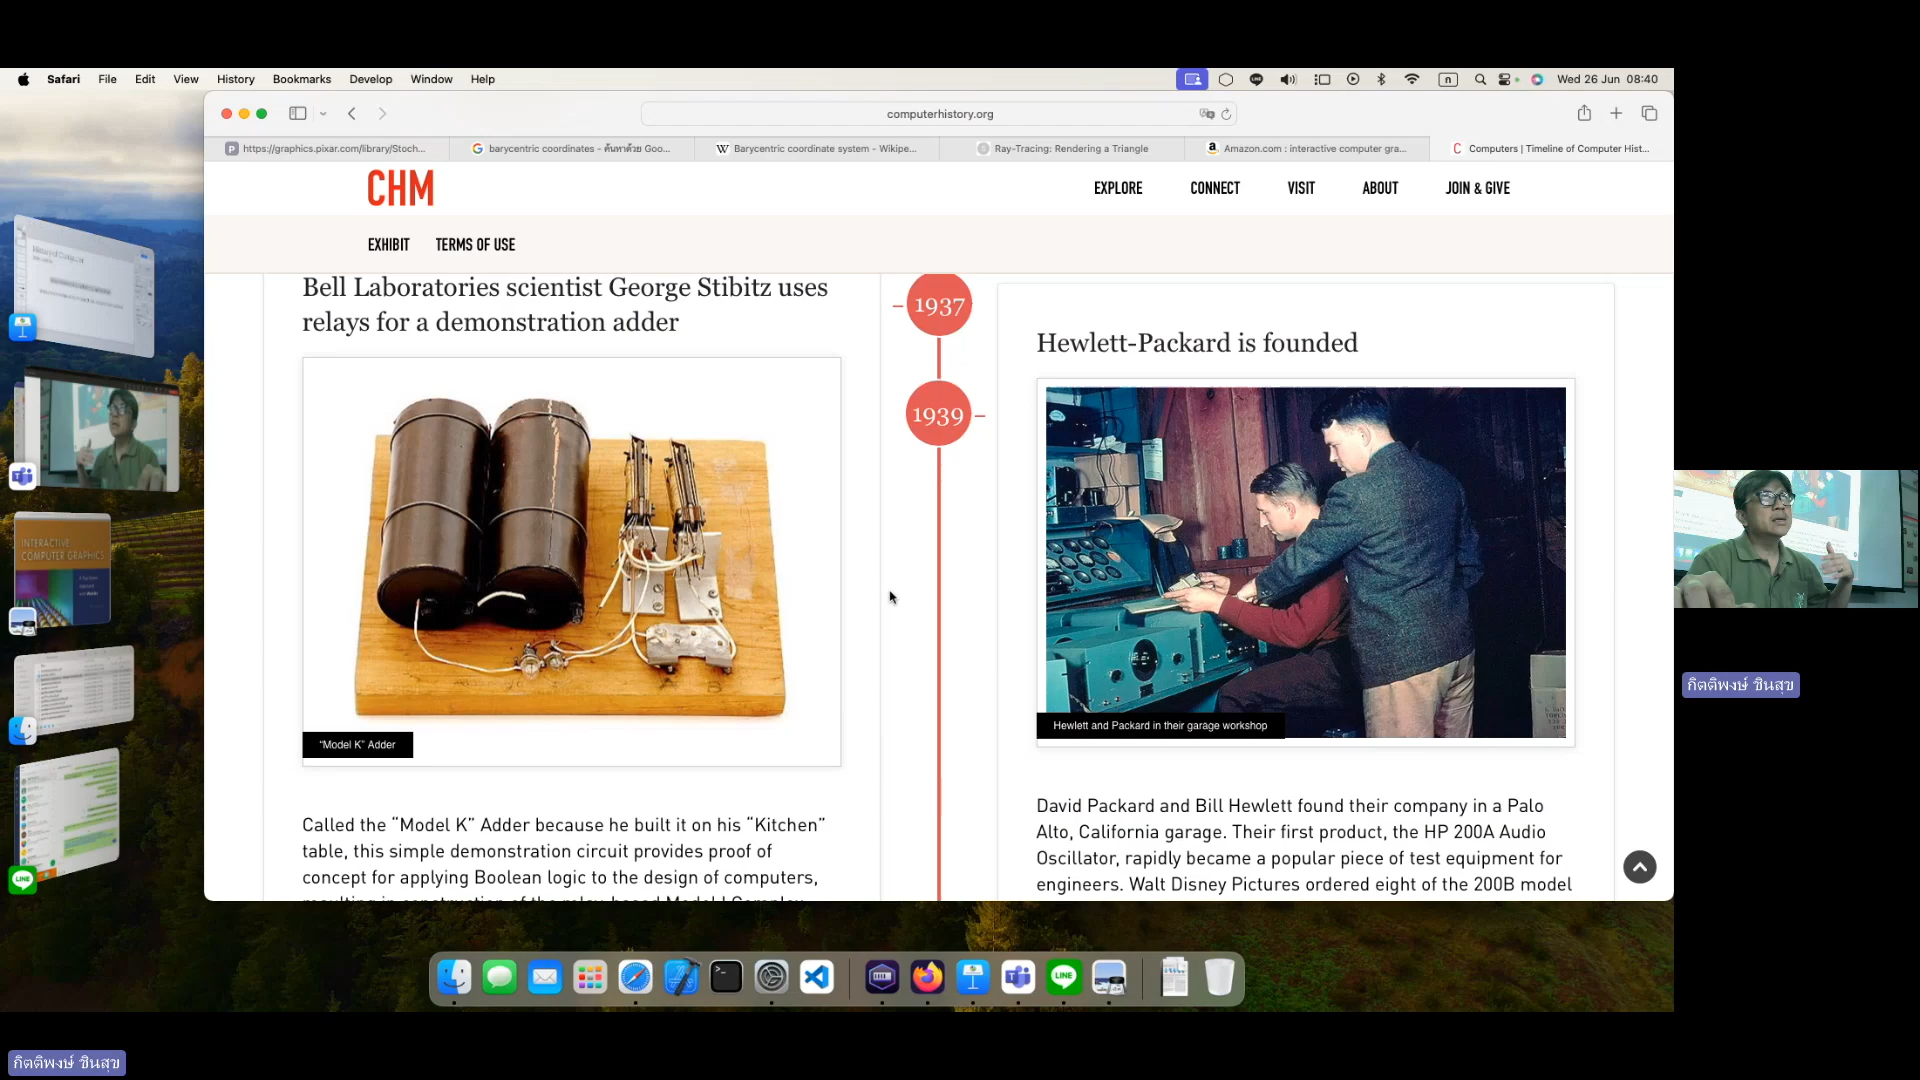 Safari File Edit View History Bookmarks Develop Window Help
n Wed 26 Jun 08:40
computerhistory.org
https://graphics.pixar.com/library/Stoch...
barycentric coordinates - ค้นหาด้วย Goo...
Barycentric coordinate system - Wikipe...
Ray-Tracing: Rendering a Triangle
Amazon.com : interactive computer gra...
Computers | Timeline of Computer Hist...
CHM
EXPLORE CONNECT VISIT ABOUT JOIN & GIVE
EXHIBIT TERMS OF USE
Bell Laboratories scientist George Stibitz uses
relays for a demonstration adder
"Model K" Adder
Called the “Model K” Adder because he built it on his “Kitchen”
table, this simple demonstration circuit provides proof of
concept for applying Boolean logic to the design of computers,
1937
1939
Hewlett-Packard is founded
Hewlett and Packard in their garage workshop
David Packard and Bill Hewlett found their company in a Palo
Alto, California garage. Their first product, the HP 200A Audio
Oscillator, rapidly became a popular piece of test equipment for
engineers. Walt Disney Pictures ordered eight of the 200B model
INTERACTIVE
COMPUTER GRAPHICS
LINE
LINE
กิตติพงษ์ ชินสุข
กิตติพงษ์ ชินสุข